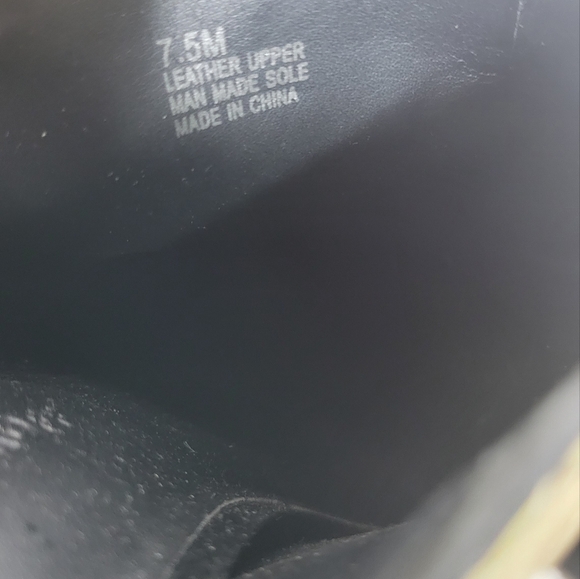 7.5M
LEATHER UPPER
MAN MADE SOLE
MADE IN CHINA